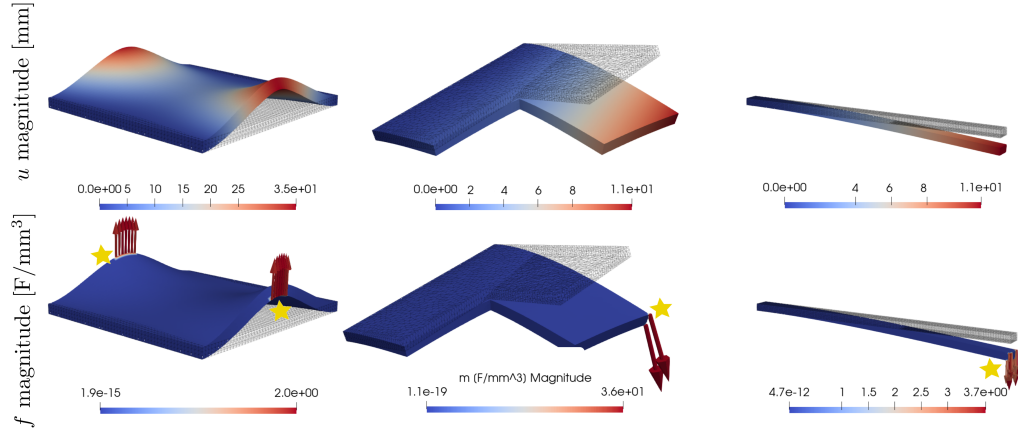 u magnitude [mm]
0.0e+00 5 10 15 20 25 3.5e+01
0.0e+00 2 4 6 8 1.1e+01
0.0e+00 4 6 8 1.1e+01
f magnitude [F/mm³]
1.9e-15 2.0e+00
m [F/mm^3] Magnitude
1.1e-19 3.6e+01
4.7e-12 1 1.5 2 2.5 3 3.7e+00